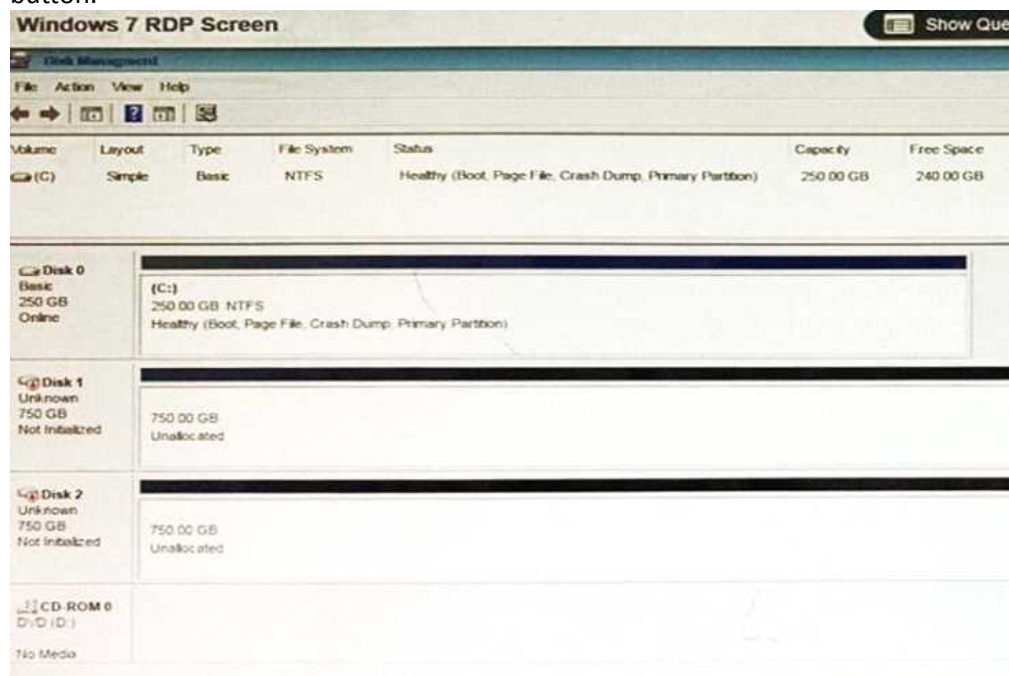 button.
Windows 7 RDP Screen Show Que
Disk Managment
File Action View Help
Volume Layout Type File System Status Capacity Free Space
(C) Simple Basic NTFS Healthy (Boot, Page File, Crash Dump, Primary Partition) 250.00 GB 240.00 GB
Disk 0
Basic
250 GB
Online
(C:)
250.00 GB NTFS
Healthy (Boot, Page File, Crash Dump, Primary Partition)
Disk 1
Unknown
750 GB
Not Initialized
750.00 GB
Unallocated
Disk 2
Unknown
750 GB
Not Initialized
750.00 GB
Unallocated
CD-ROM 0
DVD (D:)
No Media